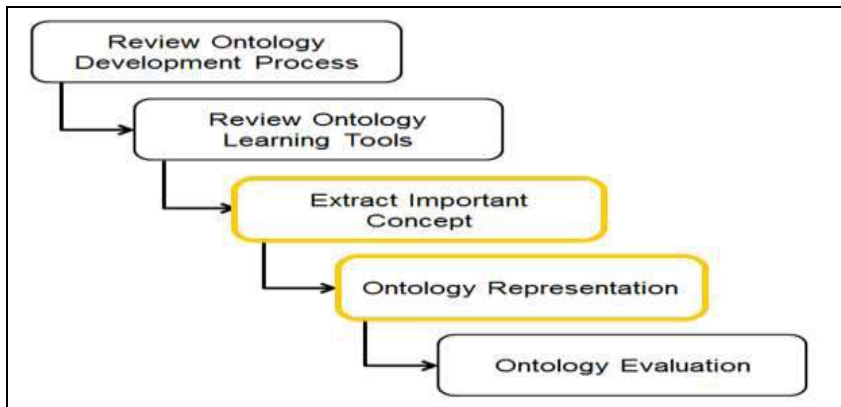 Review Ontology
Development Process
Review Ontology
Learning Tools
Extract Important
Concept
Ontology Representation
Ontology Evaluation